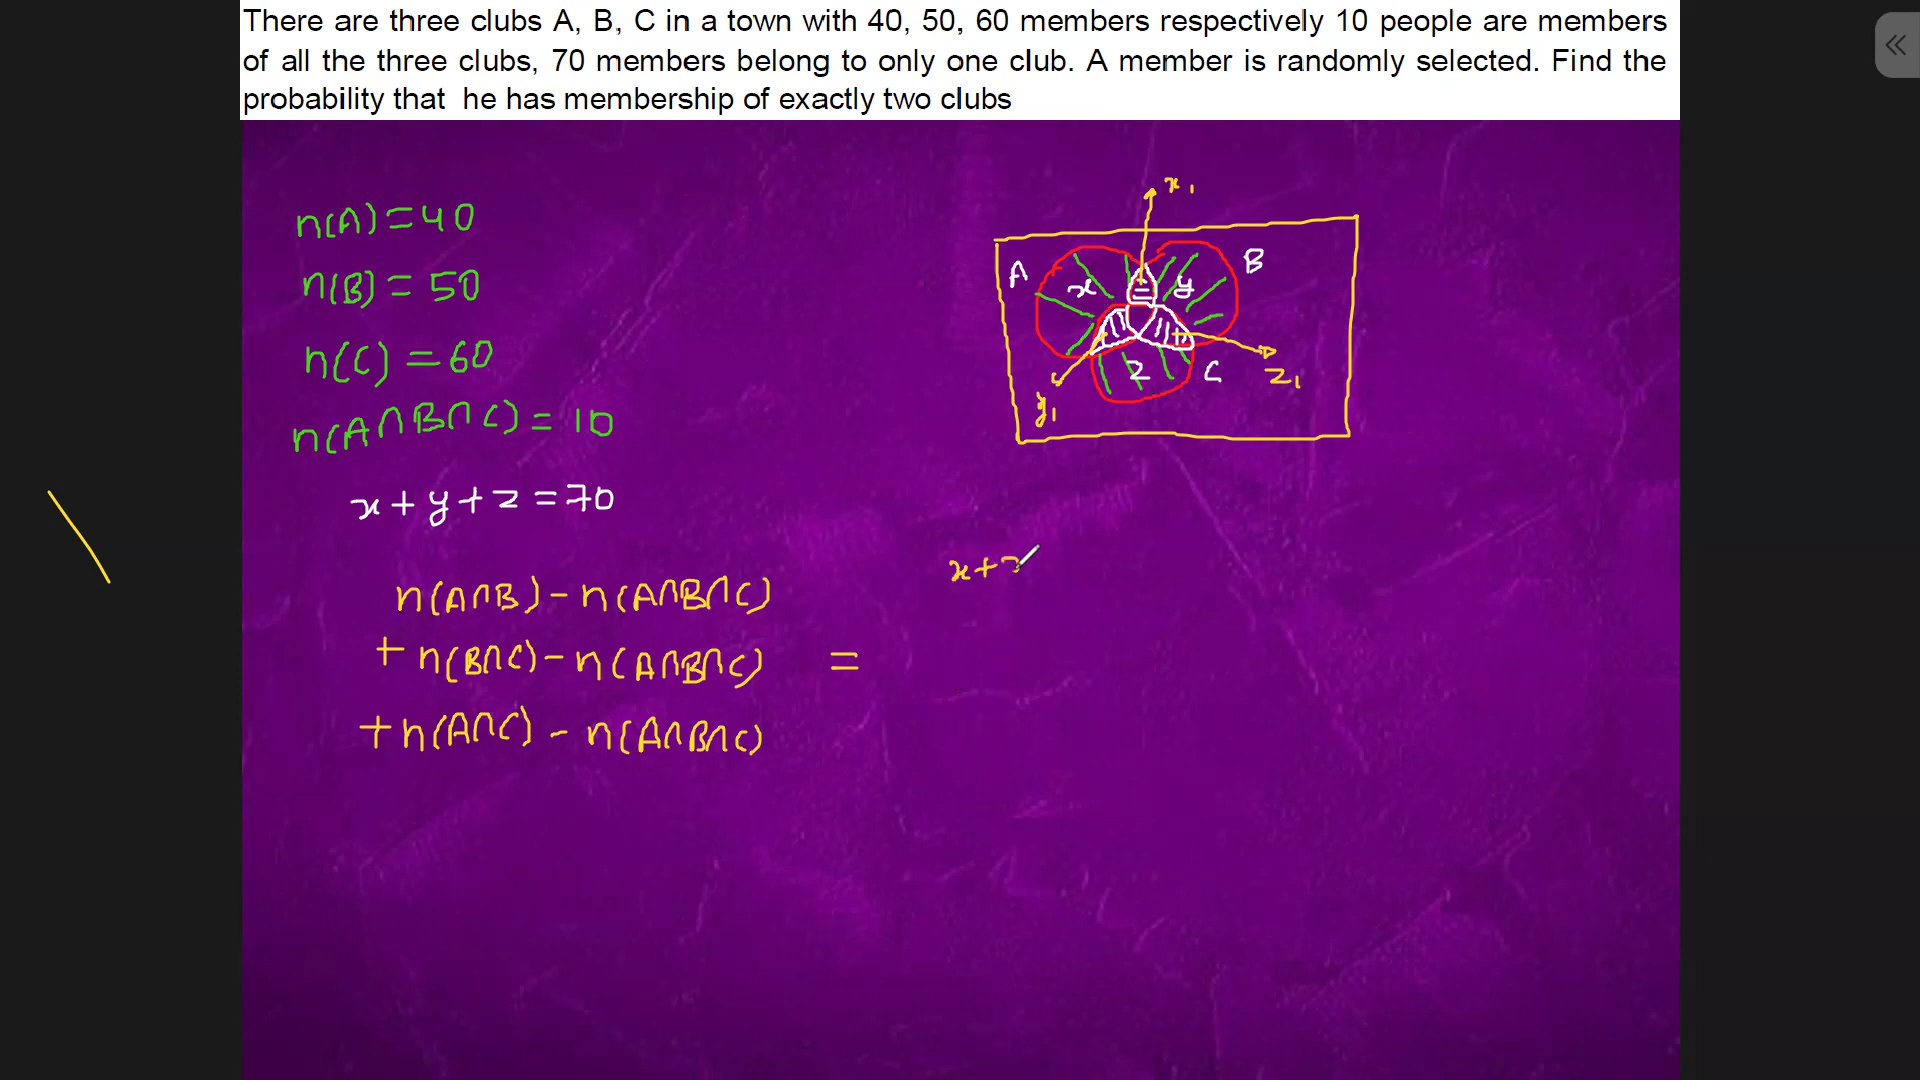 There are three clubs A, B, C in a town with 40, 50, 60 members respectively 10 people are members
of all the three clubs, 70 members belong to only one club. A member is randomly selected. Find the
probability that he has membership of exactly two clubs
n(A) = 40
n(B) = 50
n(C) = 60
n(A∩B∩C) = 10
x + y + z = 70
n(A∩B) - n(A∩B∩C)
+ n(B∩C) - n(A∩B∩C) =
+ n(A∩C) - n(A∩B∩C)
x₁
A
B
x
y
z
C
z₁
y₁
x +